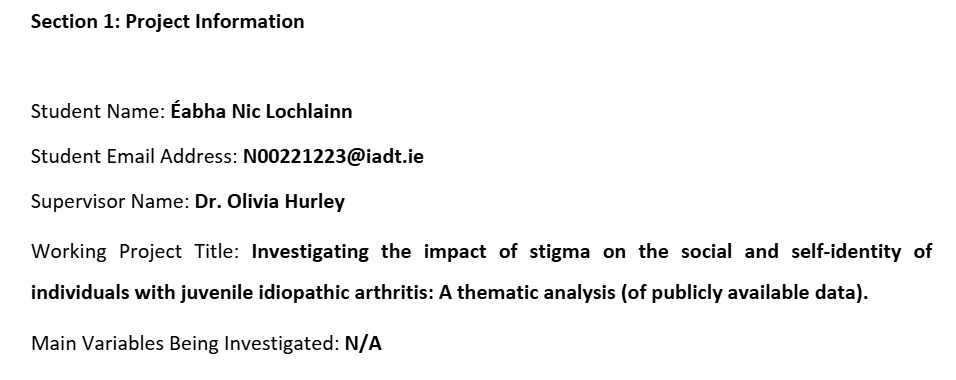 Section 1: Project Information
Student Name: Éabha Nic Lochlainn
Student Email Address: N00221223@iadt.ie
Supervisor Name: Dr. Olivia Hurley
Working Project Title: Investigating the impact of stigma on the social and self-identity of
individuals with juvenile idiopathic arthritis: A thematic analysis (of publicly available data).
Main Variables Being Investigated: N/A